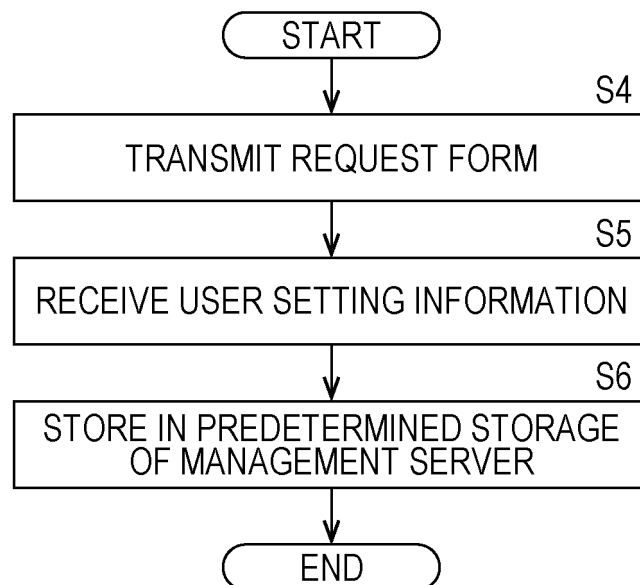 START
S4
TRANSMIT REQUEST FORM
S5
RECEIVE USER SETTING INFORMATION
S6
STORE IN PREDETERMINED STORAGE
OF MANAGEMENT SERVER
END